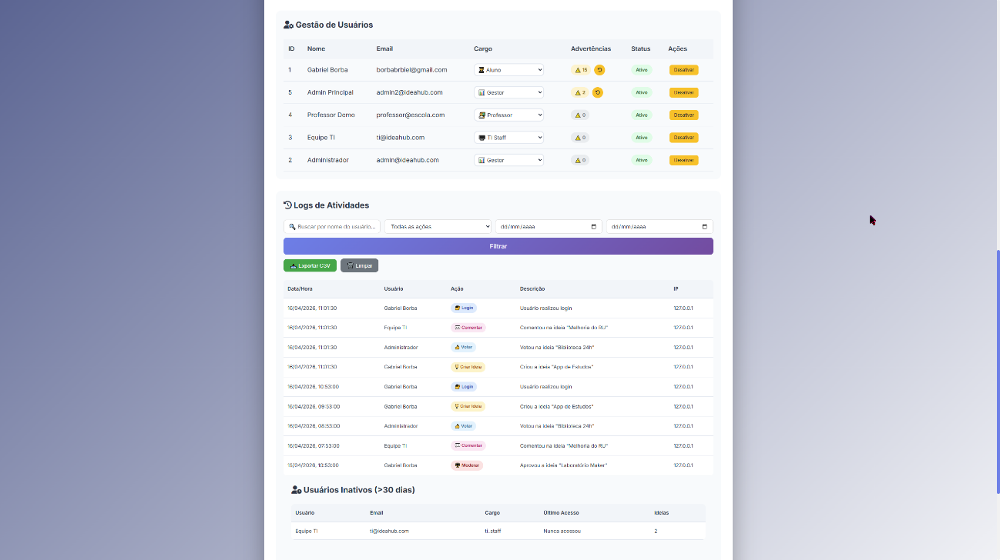 Gestão de Usuários
ID Nome Email Cargo Advertências Status Ações
1 Gabriel Borba borbabrbiel@gmail.com Aluno 15 Ativo Desativar
5 Admin Principal admin2@ideahub.com Gestor 2 Ativo Desativar
4 Professor Demo professor@escola.com Professor 0 Ativo Desativar
3 Equipe TI ti@ideahub.com TI Staff 0 Ativo Desativar
2 Administrador admin@ideahub.com Gestor 0 Ativo Desativar
Logs de Atividades
Buscar por nome do usuário... Todas as ações dd/mm/aaaa dd/mm/aaaa
Filtrar
Exportar CSV Limpar
Data/Hora Usuário Ação Descrição IP
16/04/2026, 11:01:30 Gabriel Borba Login Usuário realizou login 127.0.0.1
16/04/2026, 11:01:30 Equipe TI Comentar Comentou na ideia "Melhoria do RU" 127.0.0.1
16/04/2026, 11:01:30 Administrador Votar Votou na ideia "Biblioteca 24h" 127.0.0.1
16/04/2026, 11:01:30 Gabriel Borba Criar Ideia Criou a ideia "App de Estudos" 127.0.0.1
16/04/2026, 10:53:00 Gabriel Borba Login Usuário realizou login 127.0.0.1
16/04/2026, 09:53:00 Gabriel Borba Criar Ideia Criou a ideia "App de Estudos" 127.0.0.1
16/04/2026, 08:53:00 Administrador Votar Votou na ideia "Biblioteca 24h" 127.0.0.1
16/04/2026, 07:53:00 Equipe TI Comentar Comentou na ideia "Melhoria do RU" 127.0.0.1
15/04/2026, 10:53:00 Gabriel Borba Moderar Aprovou a ideia "Laboratório Maker" 127.0.0.1
Usuários Inativos (>30 dias)
Usuário Email Cargo Último Acesso Ideias
Equipe TI ti@ideahub.com ti_staff Nunca acessou 2